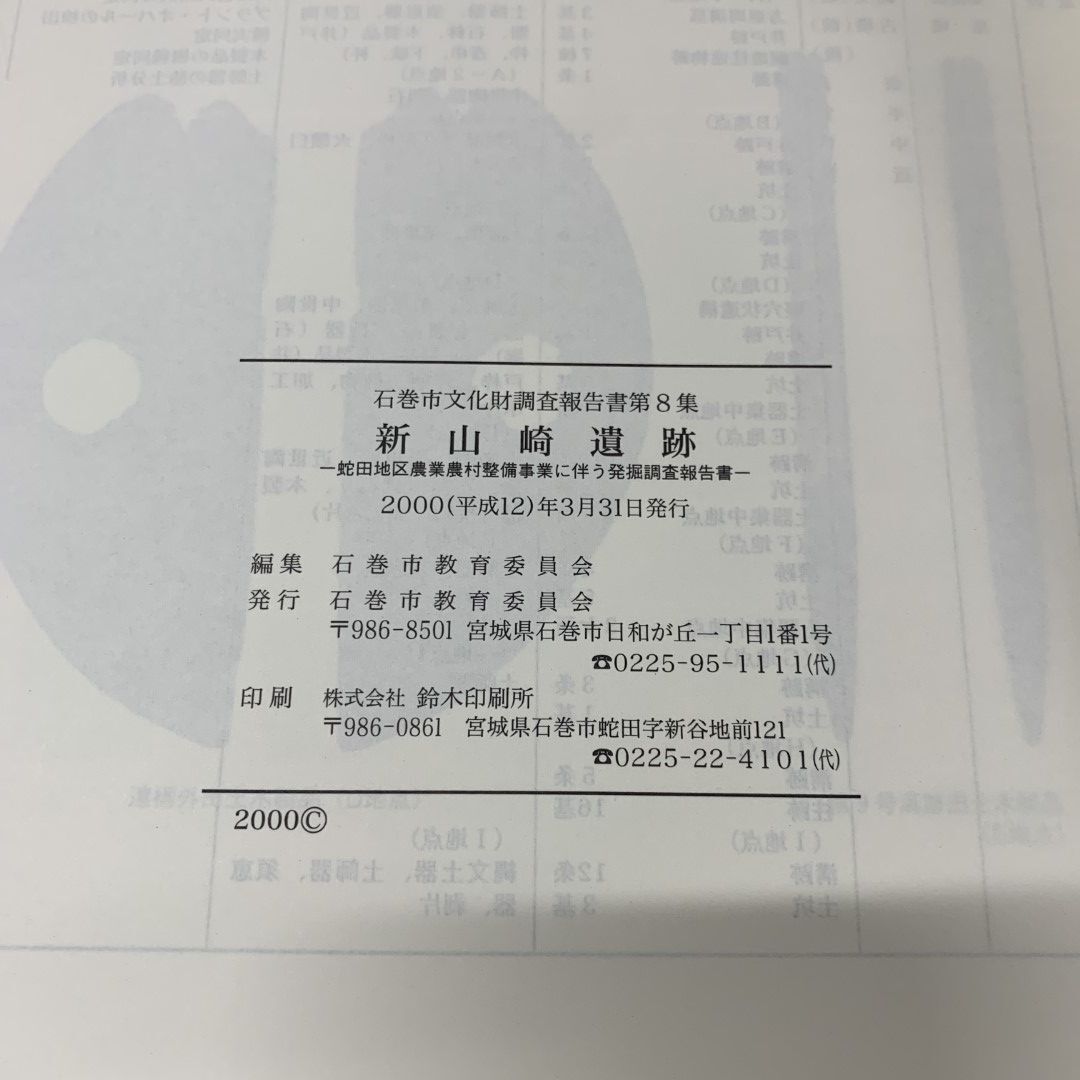 石巻市文化財調査報告書第8集
新山崎遺跡
―蛇田地区農業農村整備事業に伴う発掘調査報告書―
2000(平成12)年3月31日発行
編集 石巻市教育委員会
発行 石巻市教育委員会
〒986-8501 宮城県石巻市日和が丘一丁目1番1号
☎0225-95-1111(代)
印刷 株式会社 鈴木印刷所
〒986-0861 宮城県石巻市蛇田字新谷地前121
☎0225-22-4101(代)
2000©